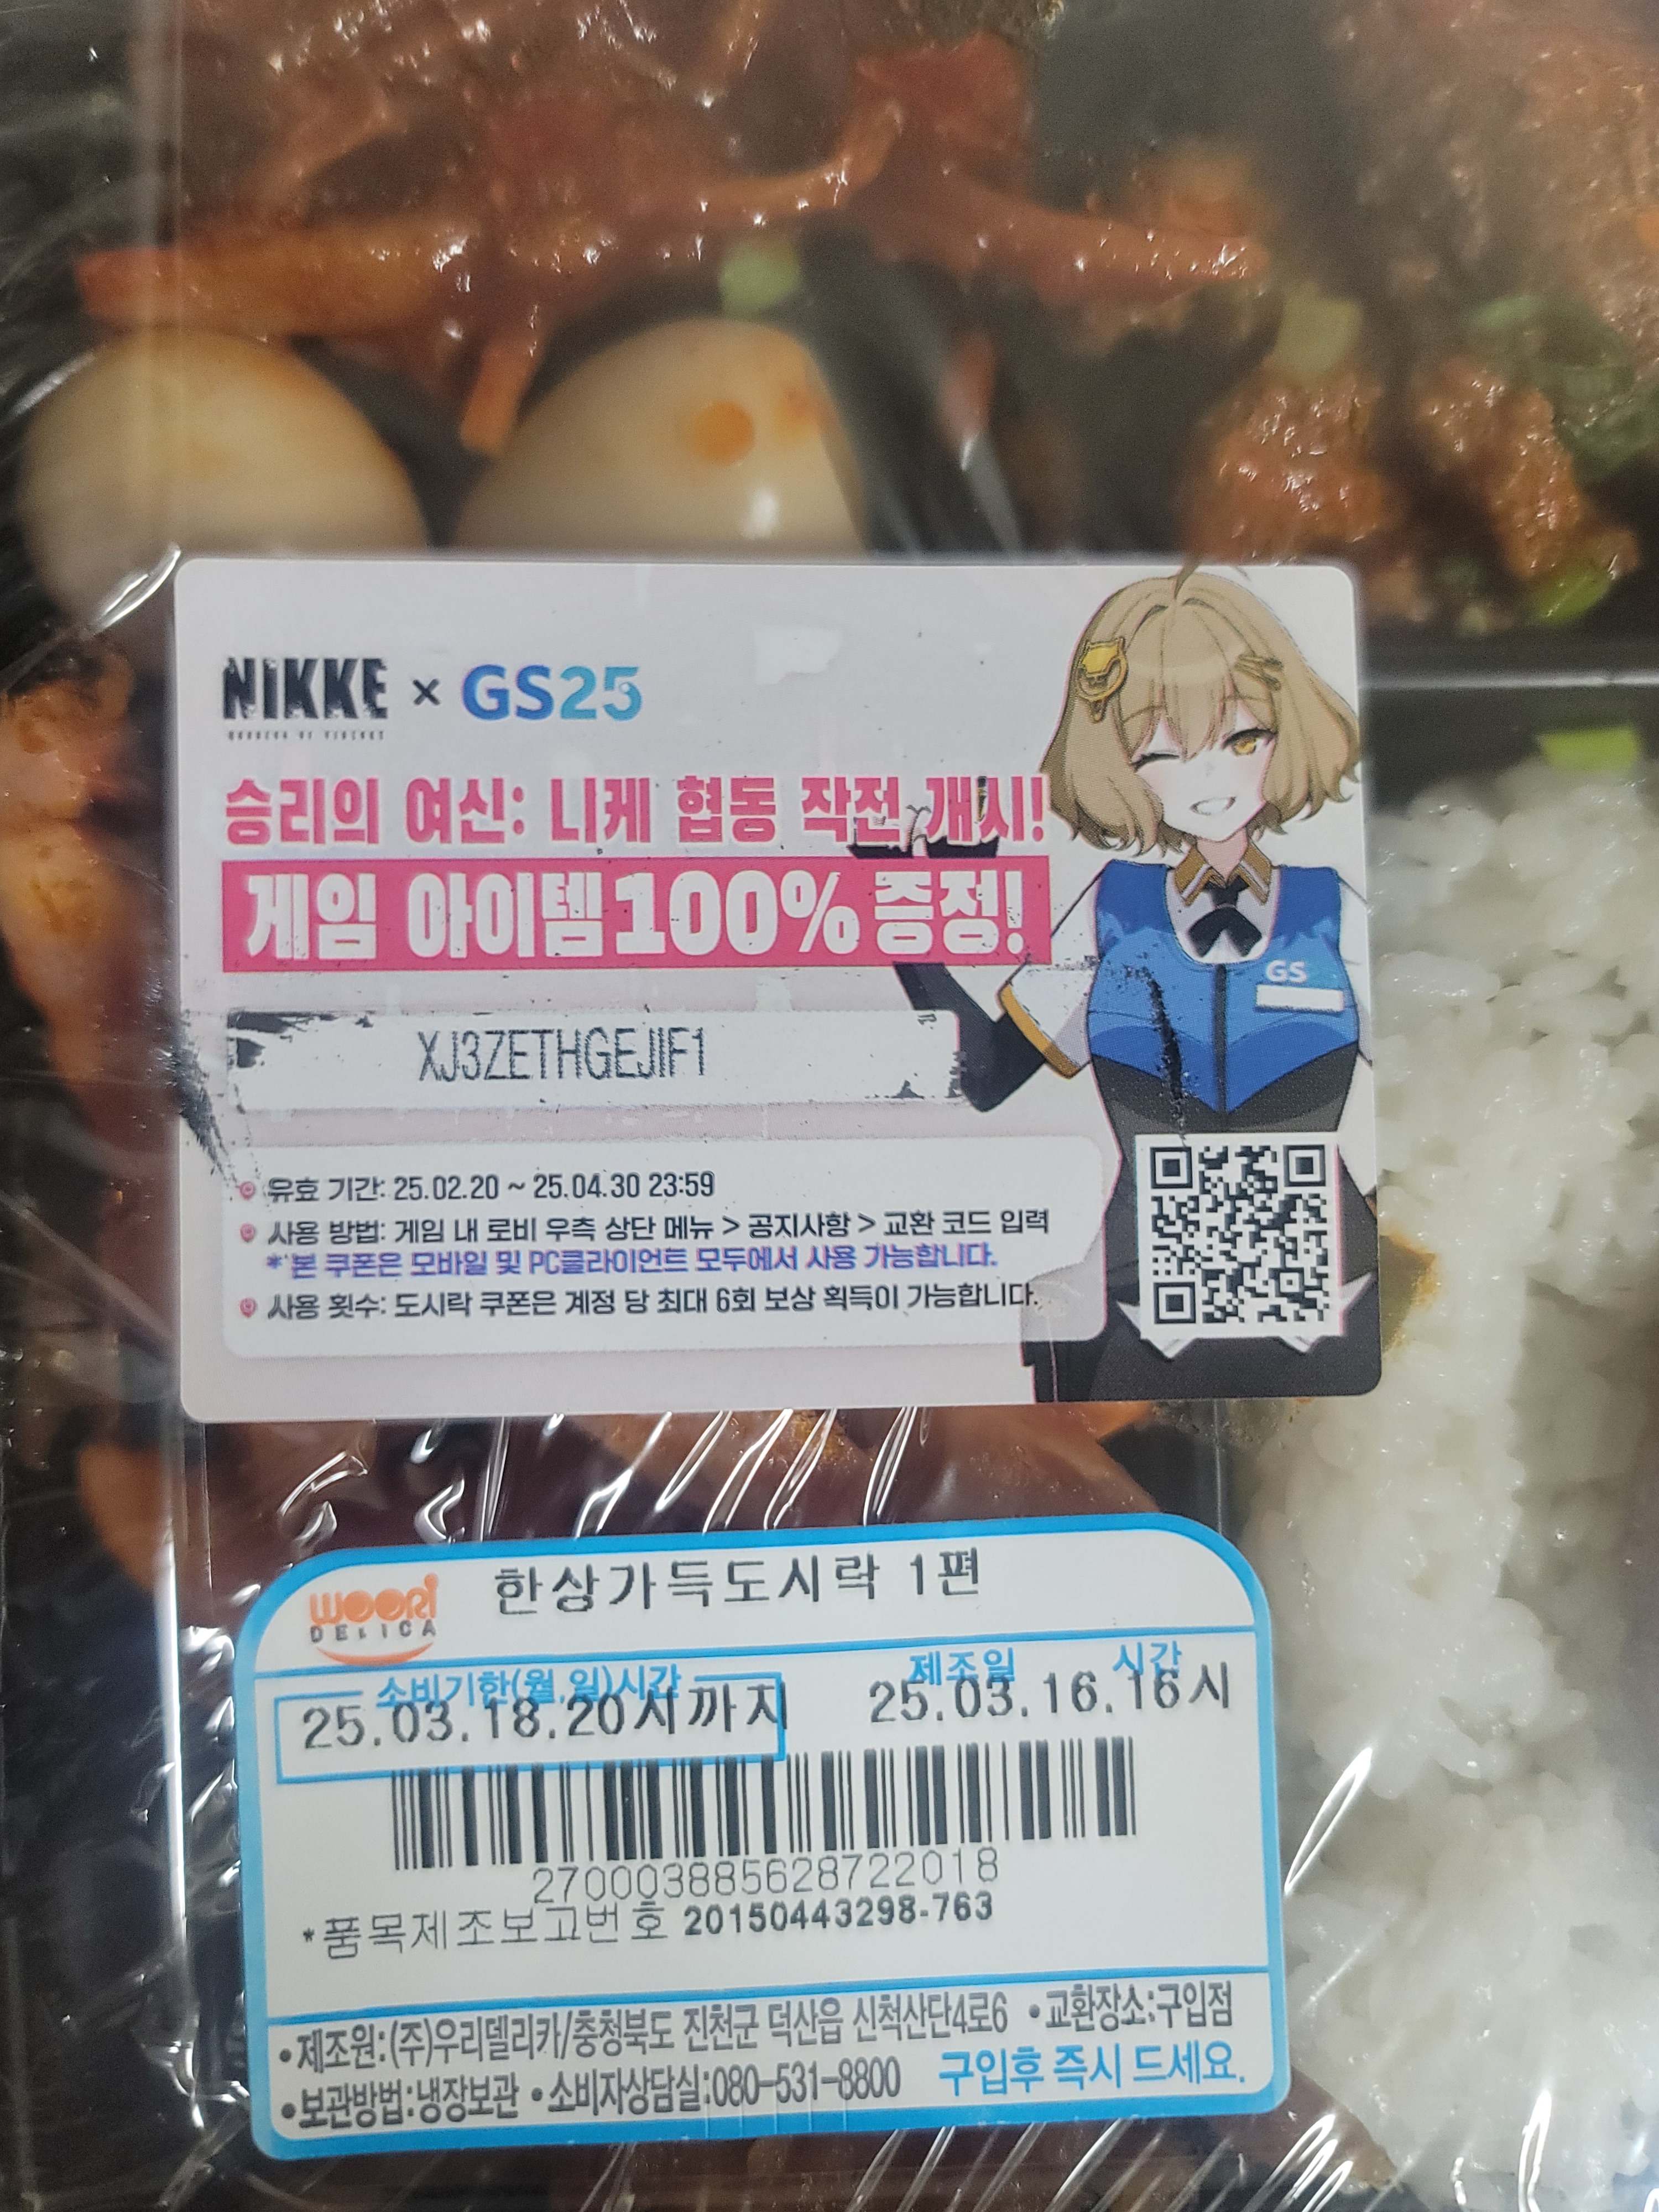 NIKKE × GS25
GODDESS OF VICTORY
승리의 여신: 니케 협동 작전 개시!
게임 아이템100% 증정!
GS
XJ3ZETHGEJIF1
유효 기간: 25.02.20 ~ 25.04.30 23:59
사용 방법: 게임 내 로비 우측 상단 메뉴 > 공지사항 > 교환 코드 입력
* 본 쿠폰은 모바일 및 PC클라이언트 모두에서 사용 가능합니다.
사용 횟수: 도시락 쿠폰은 계정 당 최대 6회 보상 획득이 가능합니다.
WOORI DELICA 한상가득도시락 1편
소비기한(월,일)시간 제조일 시간
25.03.18.20시까지 25.03.16.16시
270003885628722018
*품목제조보고번호 20150443298-763
•제조원:(주)우리델리카/충청북도 진천군 덕산읍 신척산단4로6 •교환장소:구입점
•보관방법:냉장보관 •소비자상담실:080-531-8800 구입후 즉시 드세요.